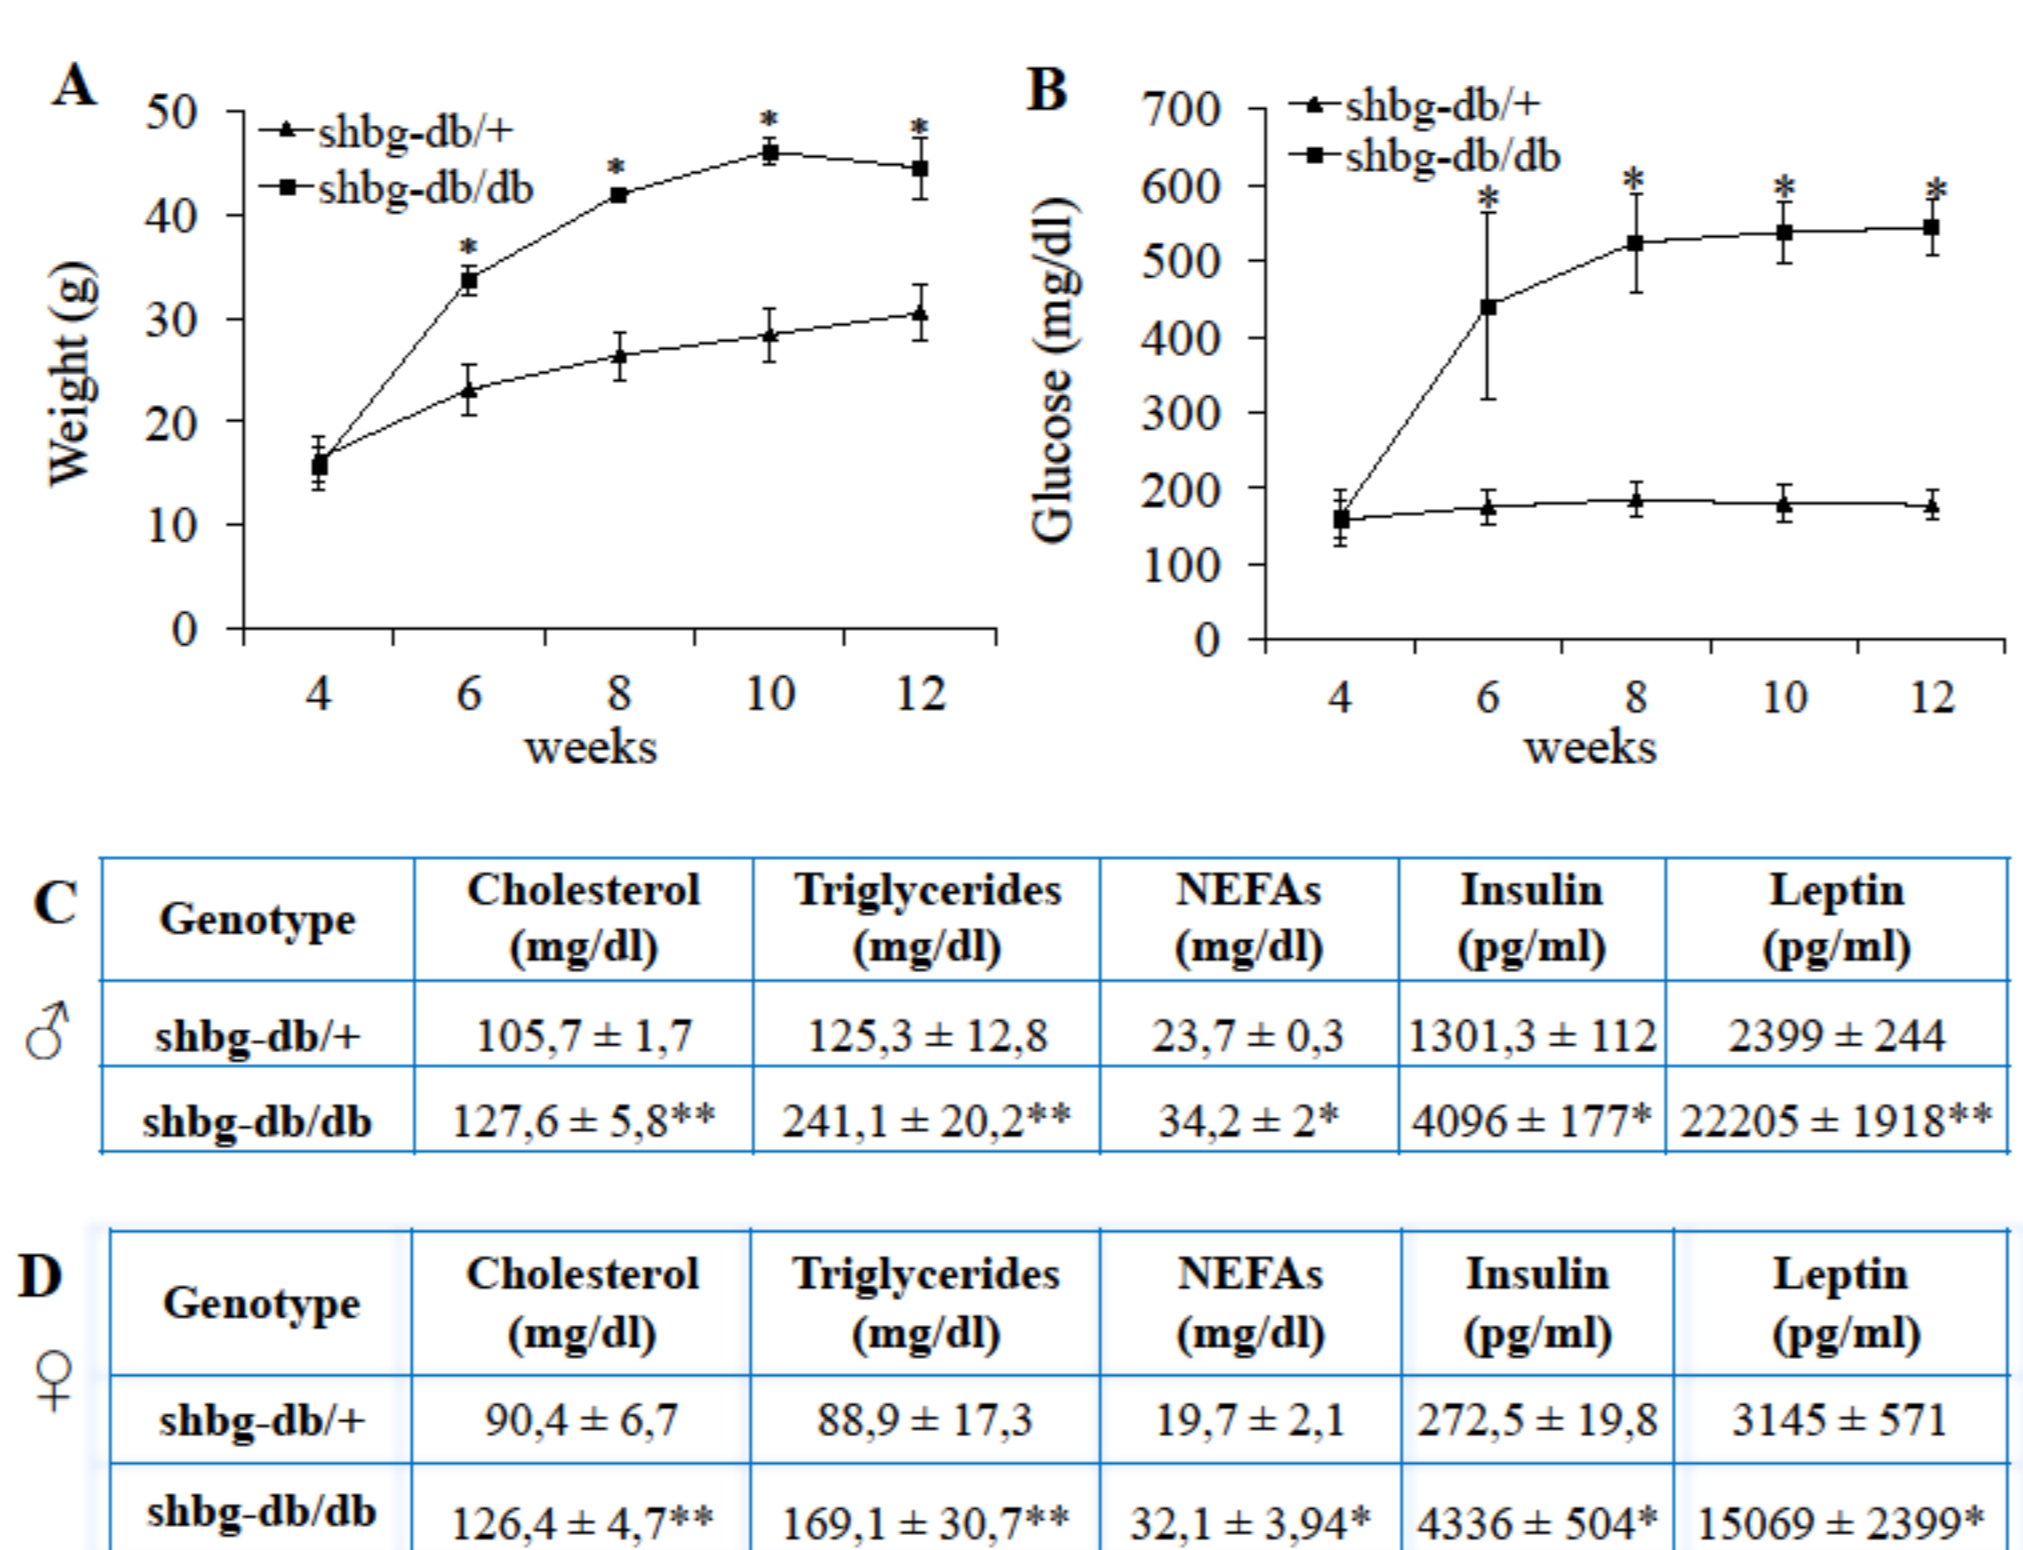 A
50
40
30
20
10
0
Weight (g)
shbg-db/+
shbg-db/db
*
*
*
*
4 6 8 10 12
weeks
B
700
600
500
400
300
200
100
0
Glucose (mg/dl)
shbg-db/+
shbg-db/db
*
*
*
*
4 6 8 10 12
weeks
C
♂
Genotype Cholesterol (mg/dl) Triglycerides (mg/dl) NEFAs (mg/dl) Insulin (pg/ml) Leptin (pg/ml)
shbg-db/+ 105,7 ± 1,7 125,3 ± 12,8 23,7 ± 0,3 1301,3 ± 112 2399 ± 244
shbg-db/db 127,6 ± 5,8** 241,1 ± 20,2** 34,2 ± 2* 4096 ± 177* 22205 ± 1918**
D
♀
Genotype Cholesterol (mg/dl) Triglycerides (mg/dl) NEFAs (mg/dl) Insulin (pg/ml) Leptin (pg/ml)
shbg-db/+ 90,4 ± 6,7 88,9 ± 17,3 19,7 ± 2,1 272,5 ± 19,8 3145 ± 571
shbg-db/db 126,4 ± 4,7** 169,1 ± 30,7** 32,1 ± 3,94* 4336 ± 504* 15069 ± 2399*